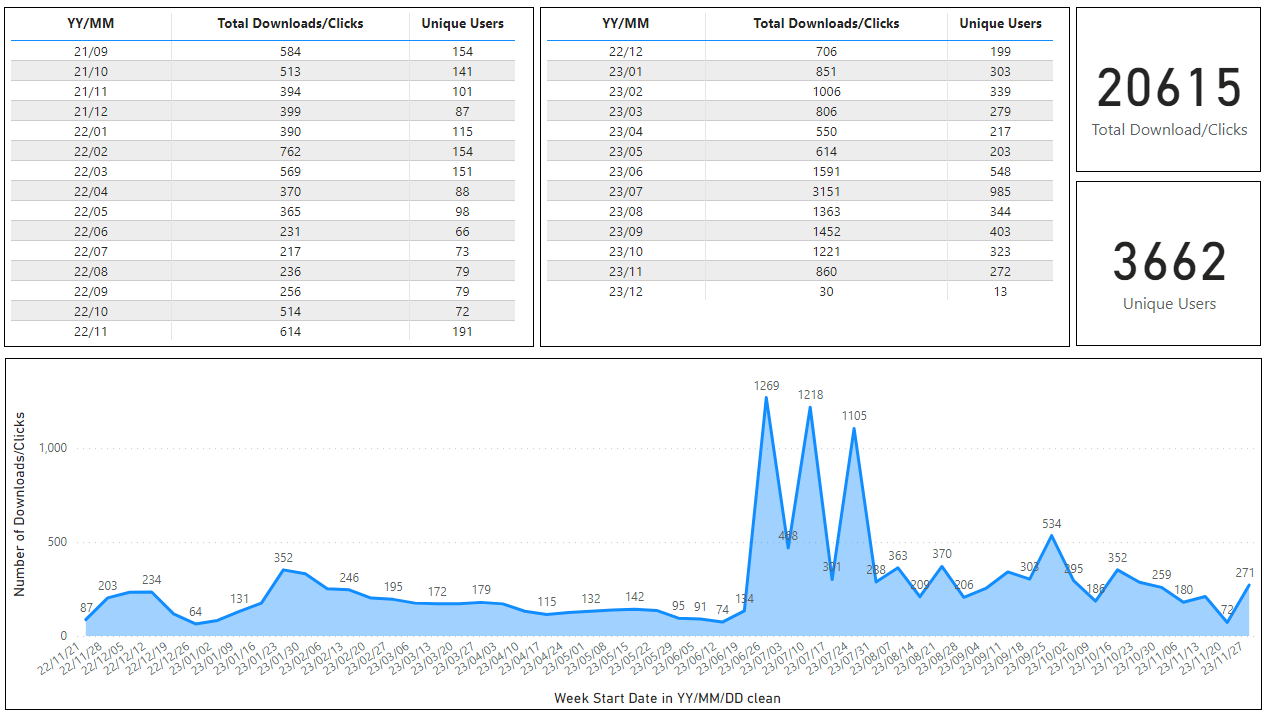 YY/MM Total Downloads/Clicks Unique Users
21/09 584 154
21/10 513 141
21/11 394 101
21/12 399 87
22/01 390 115
22/02 762 154
22/03 569 151
22/04 370 88
22/05 365 98
22/06 231 66
22/07 217 73
22/08 236 79
22/09 256 79
22/10 514 72
22/11 614 191
YY/MM Total Downloads/Clicks Unique Users
22/12 706 199
23/01 851 303
23/02 1006 339
23/03 806 279
23/04 550 217
23/05 614 203
23/06 1591 548
23/07 3151 985
23/08 1363 344
23/09 1452 403
23/10 1221 323
23/11 860 272
23/12 30 13
20615
Total Download/Clicks
3662
Unique Users
Number of Downloads/Clicks
1,000
500
0
87 203 234 64 131 352 246 195 172 179 115 132 142 95 91 74 134 1269 468 1218 301 1105 288 363 209 370 206 303 534 295 186 352 259 180 72 271
22/11/21 22/11/28 22/12/05 22/12/12 22/12/19 22/12/26 23/01/02 23/01/09 23/01/16 23/01/23 23/01/30 23/02/06 23/02/13 23/02/20 23/02/27 23/03/06 23/03/13 23/03/20 23/03/27 23/04/03 23/04/10 23/04/17 23/04/24 23/05/01 23/05/08 23/05/15 23/05/22 23/05/29 23/06/05 23/06/12 23/06/19 23/06/26 23/07/03 23/07/10 23/07/17 23/07/24 23/07/31 23/08/07 23/08/14 23/08/21 23/08/28 23/09/04 23/09/11 23/09/18 23/09/25 23/10/02 23/10/09 23/10/16 23/10/23 23/10/30 23/11/06 23/11/13 23/11/20 23/11/27
Week Start Date in YY/MM/DD clean